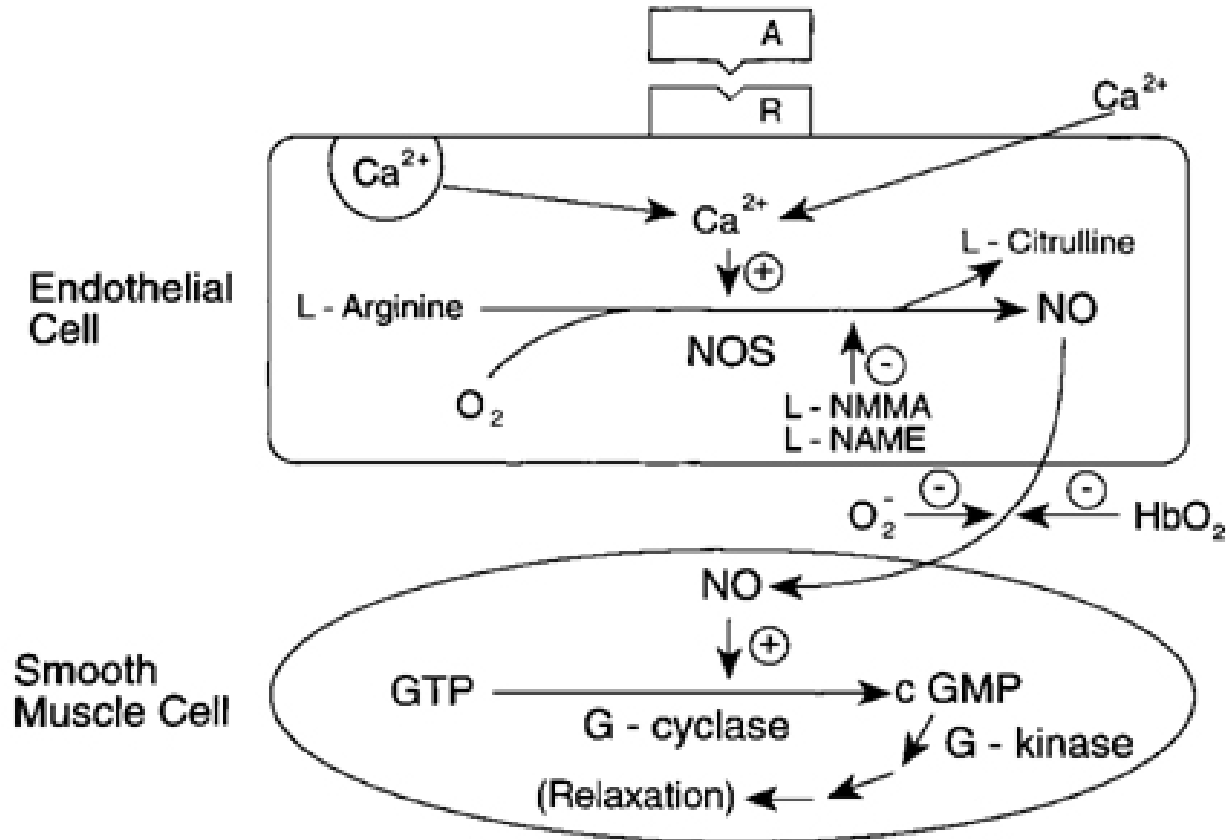 A
R
Ca²⁺
Ca²⁺
Ca²⁺
+
L - Citrulline
Endothelial
Cell
L - Arginine
NO
NOS
-
O₂
L - NMMA
L - NAME
O₂⁻
-
-
HbO₂
NO
+
Smooth
Muscle Cell
GTP
c GMP
G - cyclase
G - kinase
(Relaxation)